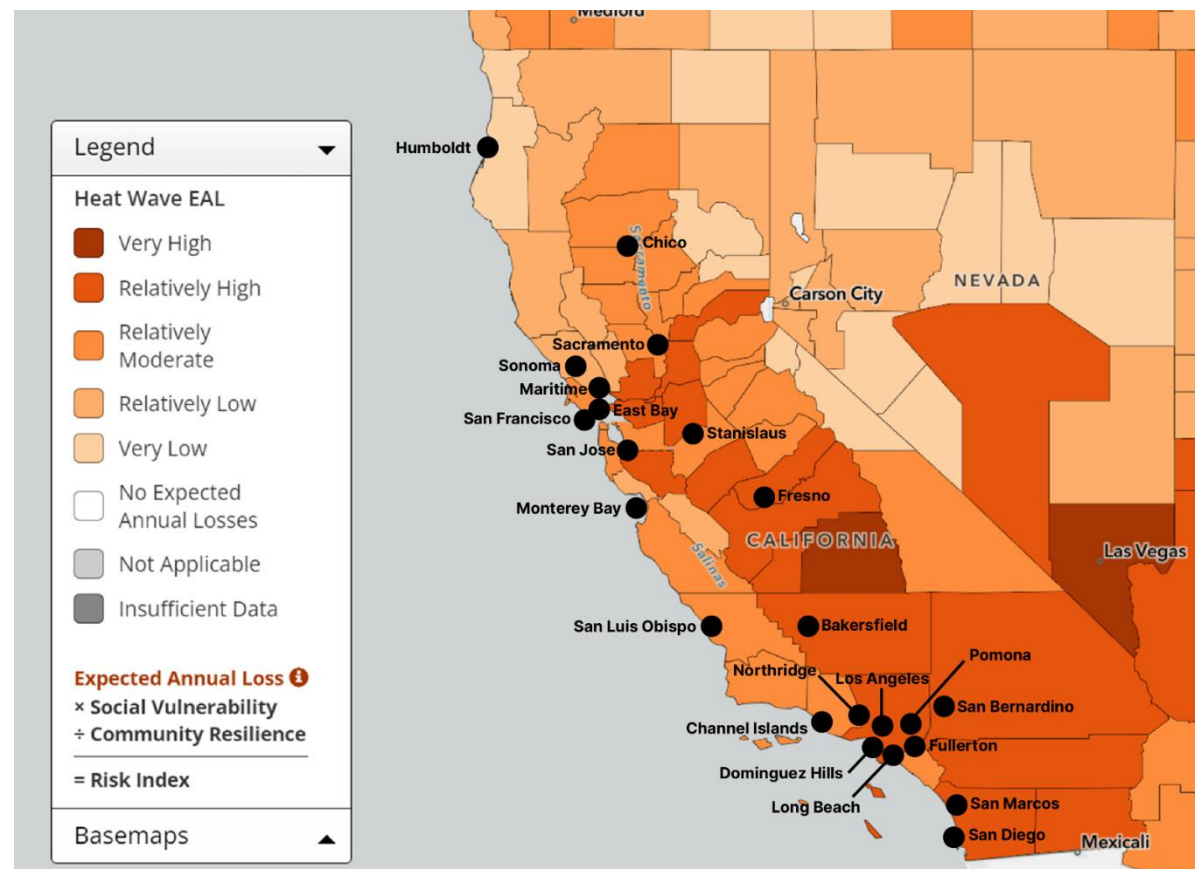 Medford
Legend
Heat Wave EAL
Very High
Relatively High
Relatively
Moderate
Relatively Low
Very Low
No Expected
Annual Losses
Not Applicable
Insufficient Data
Expected Annual Loss
× Social Vulnerability
÷ Community Resilience
= Risk Index
Basemaps
Humboldt
Chico
Sacramento
NEVADA
Carson City
Sacramento
Sonoma
Maritime
East Bay
San Francisco
Stanislaus
San Jose
Fresno
Monterey Bay
CALIFORNIA
Salinas
Las Vegas
San Luis Obispo
Bakersfield
Pomona
Northridge
Los Angeles
San Bernardino
Channel Islands
Fullerton
Dominguez Hills
Long Beach
San Marcos
San Diego
Mexicali